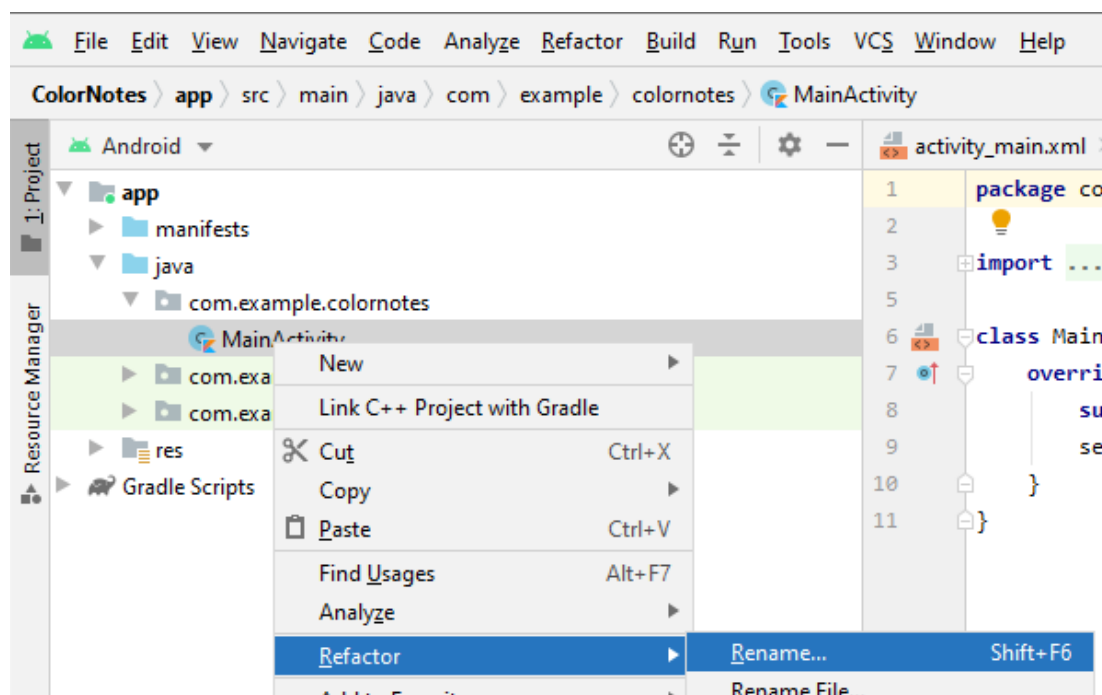 File Edit View Navigate Code Analyze Refactor Build Run Tools VCS Window Help
ColorNotes app src main java com example colornotes MainActivity
1: Project
Resource Manager
Android
app
manifests
java
com.example.colornotes
MainActivity
com.exa
com.exa
res
Gradle Scripts
New
Link C++ Project with Gradle
Cut Ctrl+X
Copy
Paste Ctrl+V
Find Usages Alt+F7
Analyze
Refactor
Rename... Shift+F6
Rename File...
activity_main.xml
1 package co
2
3 import ...
5
6 class Main
7 overri
8 su
9 se
10 }
11 }